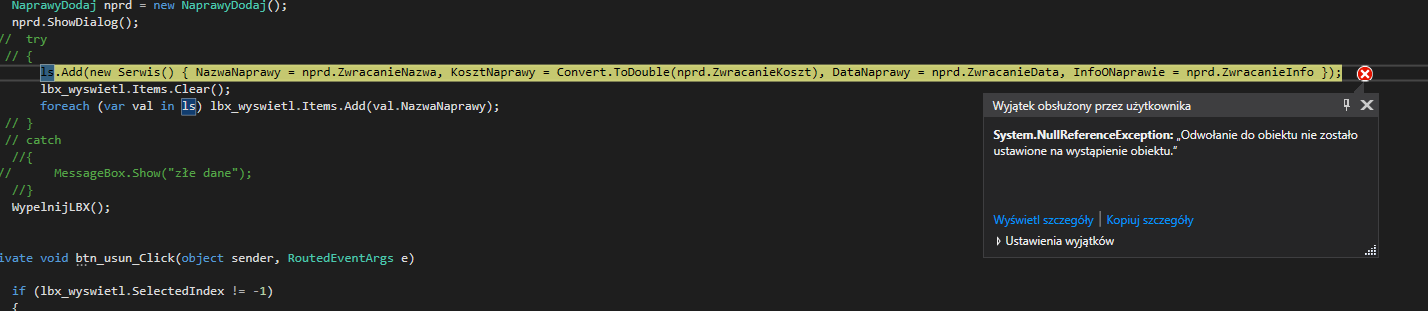 NaprawyDodaj nprd = new NaprawyDodaj();
nprd.ShowDialog();
// try
// {
ls.Add(new Serwis() { NazwaNaprawy = nprd.ZwracanieNazwa, KosztNaprawy = Convert.ToDouble(nprd.ZwracanieKoszt), DataNaprawy = nprd.ZwracanieData, InfoONaprawie = nprd.ZwracanieInfo });
lbx_wyswietl.Items.Clear();
foreach (var val in ls) lbx_wyswietl.Items.Add(val.NazwaNaprawy);
// }
// catch
//{
// MessageBox.Show("złe dane");
//}
WypelnijLBX();
ivate void btn_usun_Click(object sender, RoutedEventArgs e)
if (lbx_wyswietl.SelectedIndex != -1)
{
Wyjątek obsłużony przez użytkownika
System.NullReferenceException: „Odwołanie do obiektu nie zostało
ustawione na wystąpienie obiektu.”
Wyświetl szczegóły | Kopiuj szczegóły
Ustawienia wyjątków